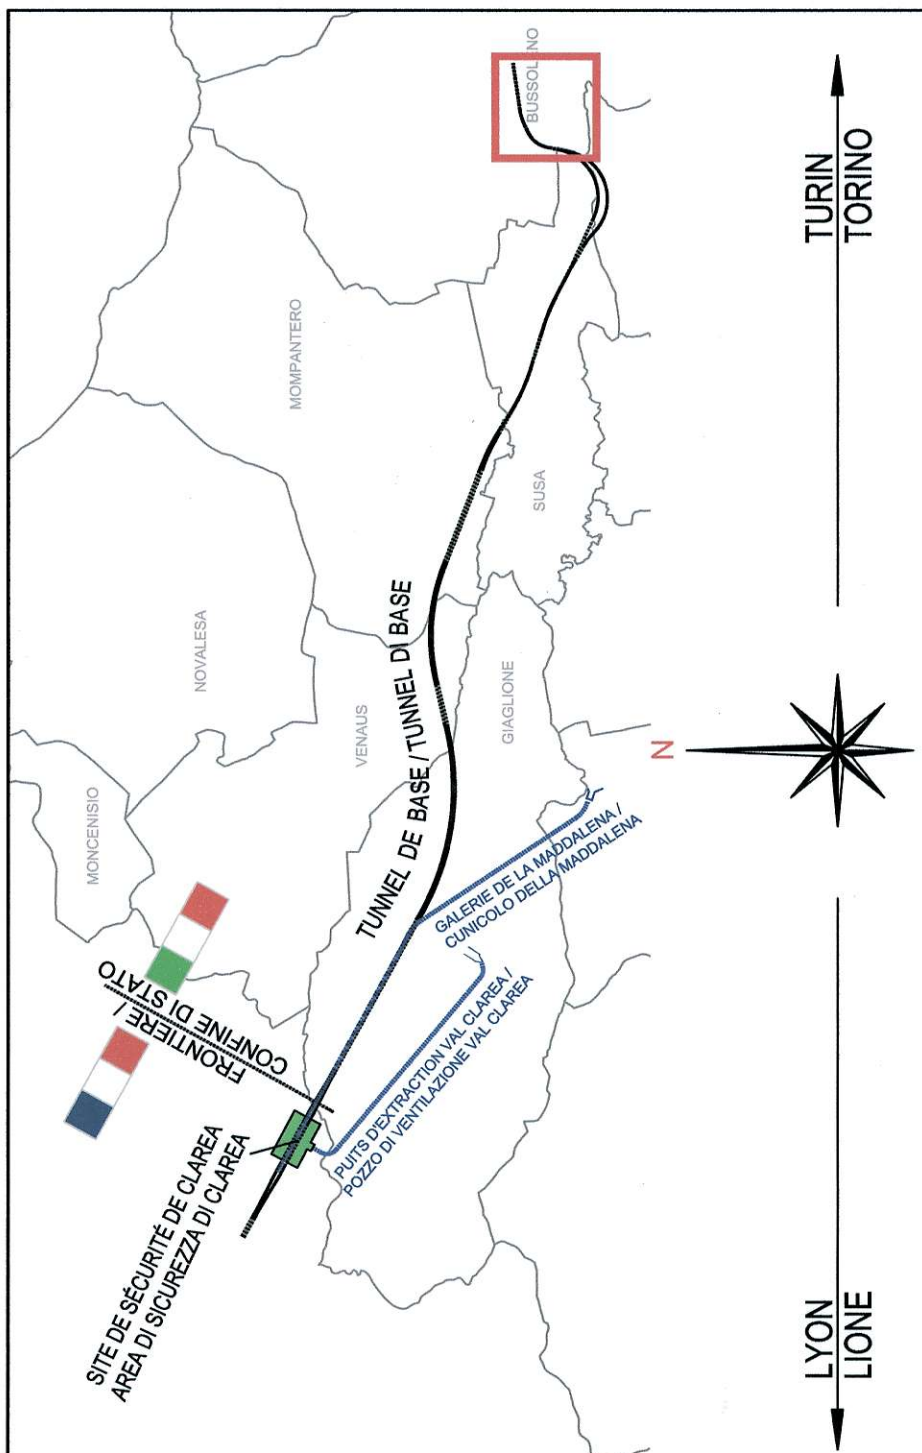 SITE DE SÉCURITÉ DE CLAREA
AREA DI SICUREZZA DI CLAREA
FRONTIERE /
CONFINE DI STATO
MONCENISIO
NOVALESA
VENAUS
MOMPANTERO
TUNNEL DE BASE / TUNNEL DI BASE
PUITS D'EXTRACTION VAL CLAREA /
POZZO DI VENTILAZIONE VAL CLAREA
GALERIE DE LA MADDALENA /
CUNICOLO DELLA MADDALENA
GIAGLIONE
SUSA
BUSSOLENO
N
LYON
LIONE
TURIN
TORINO